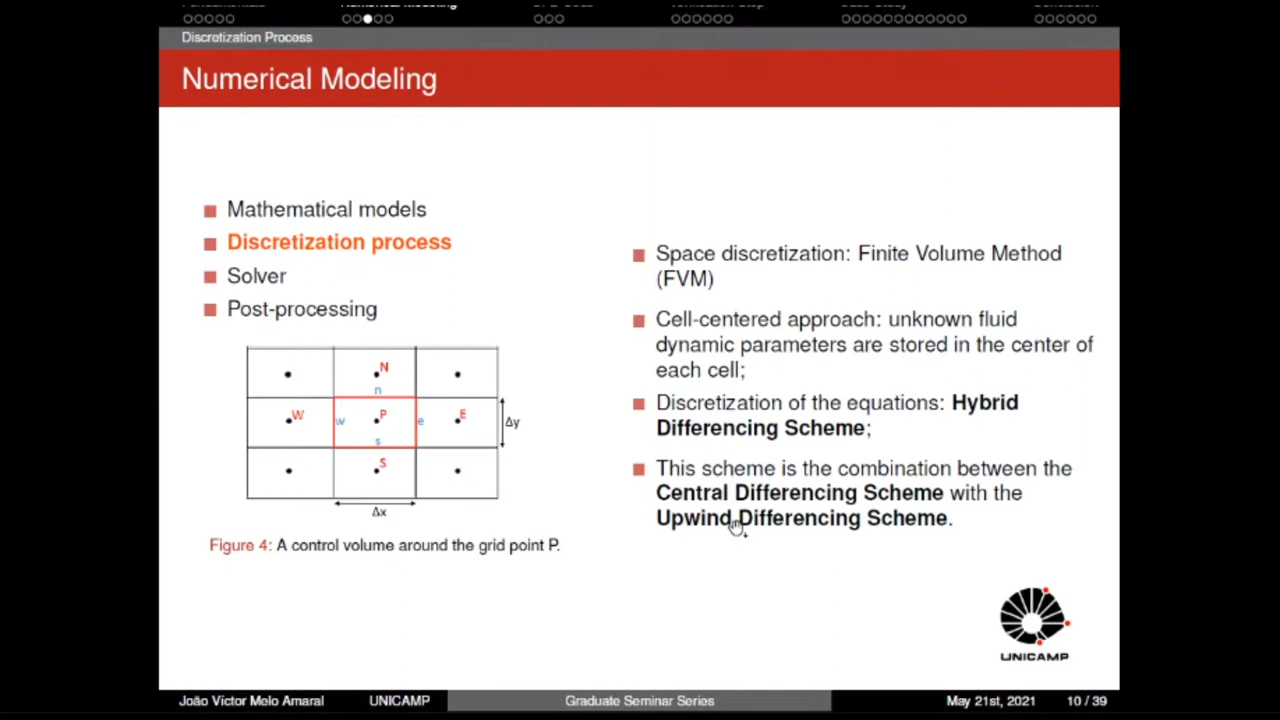 Numerical Modeling
Discretization Process
Numerical Modeling
Mathematical models
Discretization process
Solver
Post-processing
N
n
W
w
P
e
E
s
S
Δy
Δx
Figure 4: A control volume around the grid point P.
Space discretization: Finite Volume Method
(FVM)
Cell-centered approach: unknown fluid
dynamic parameters are stored in the center of
each cell;
Discretization of the equations: Hybrid
Differencing Scheme;
This scheme is the combination between the
Central Differencing Scheme with the
Upwind Differencing Scheme.
UNICAMP
João Víctor Melo Amaral UNICAMP Graduate Seminar Series May 21st, 2021 10 / 39